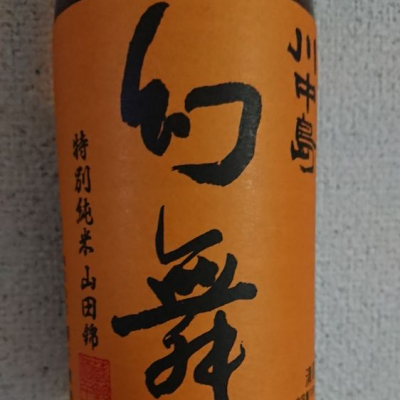 川中島
幻舞
特別純米 山田錦